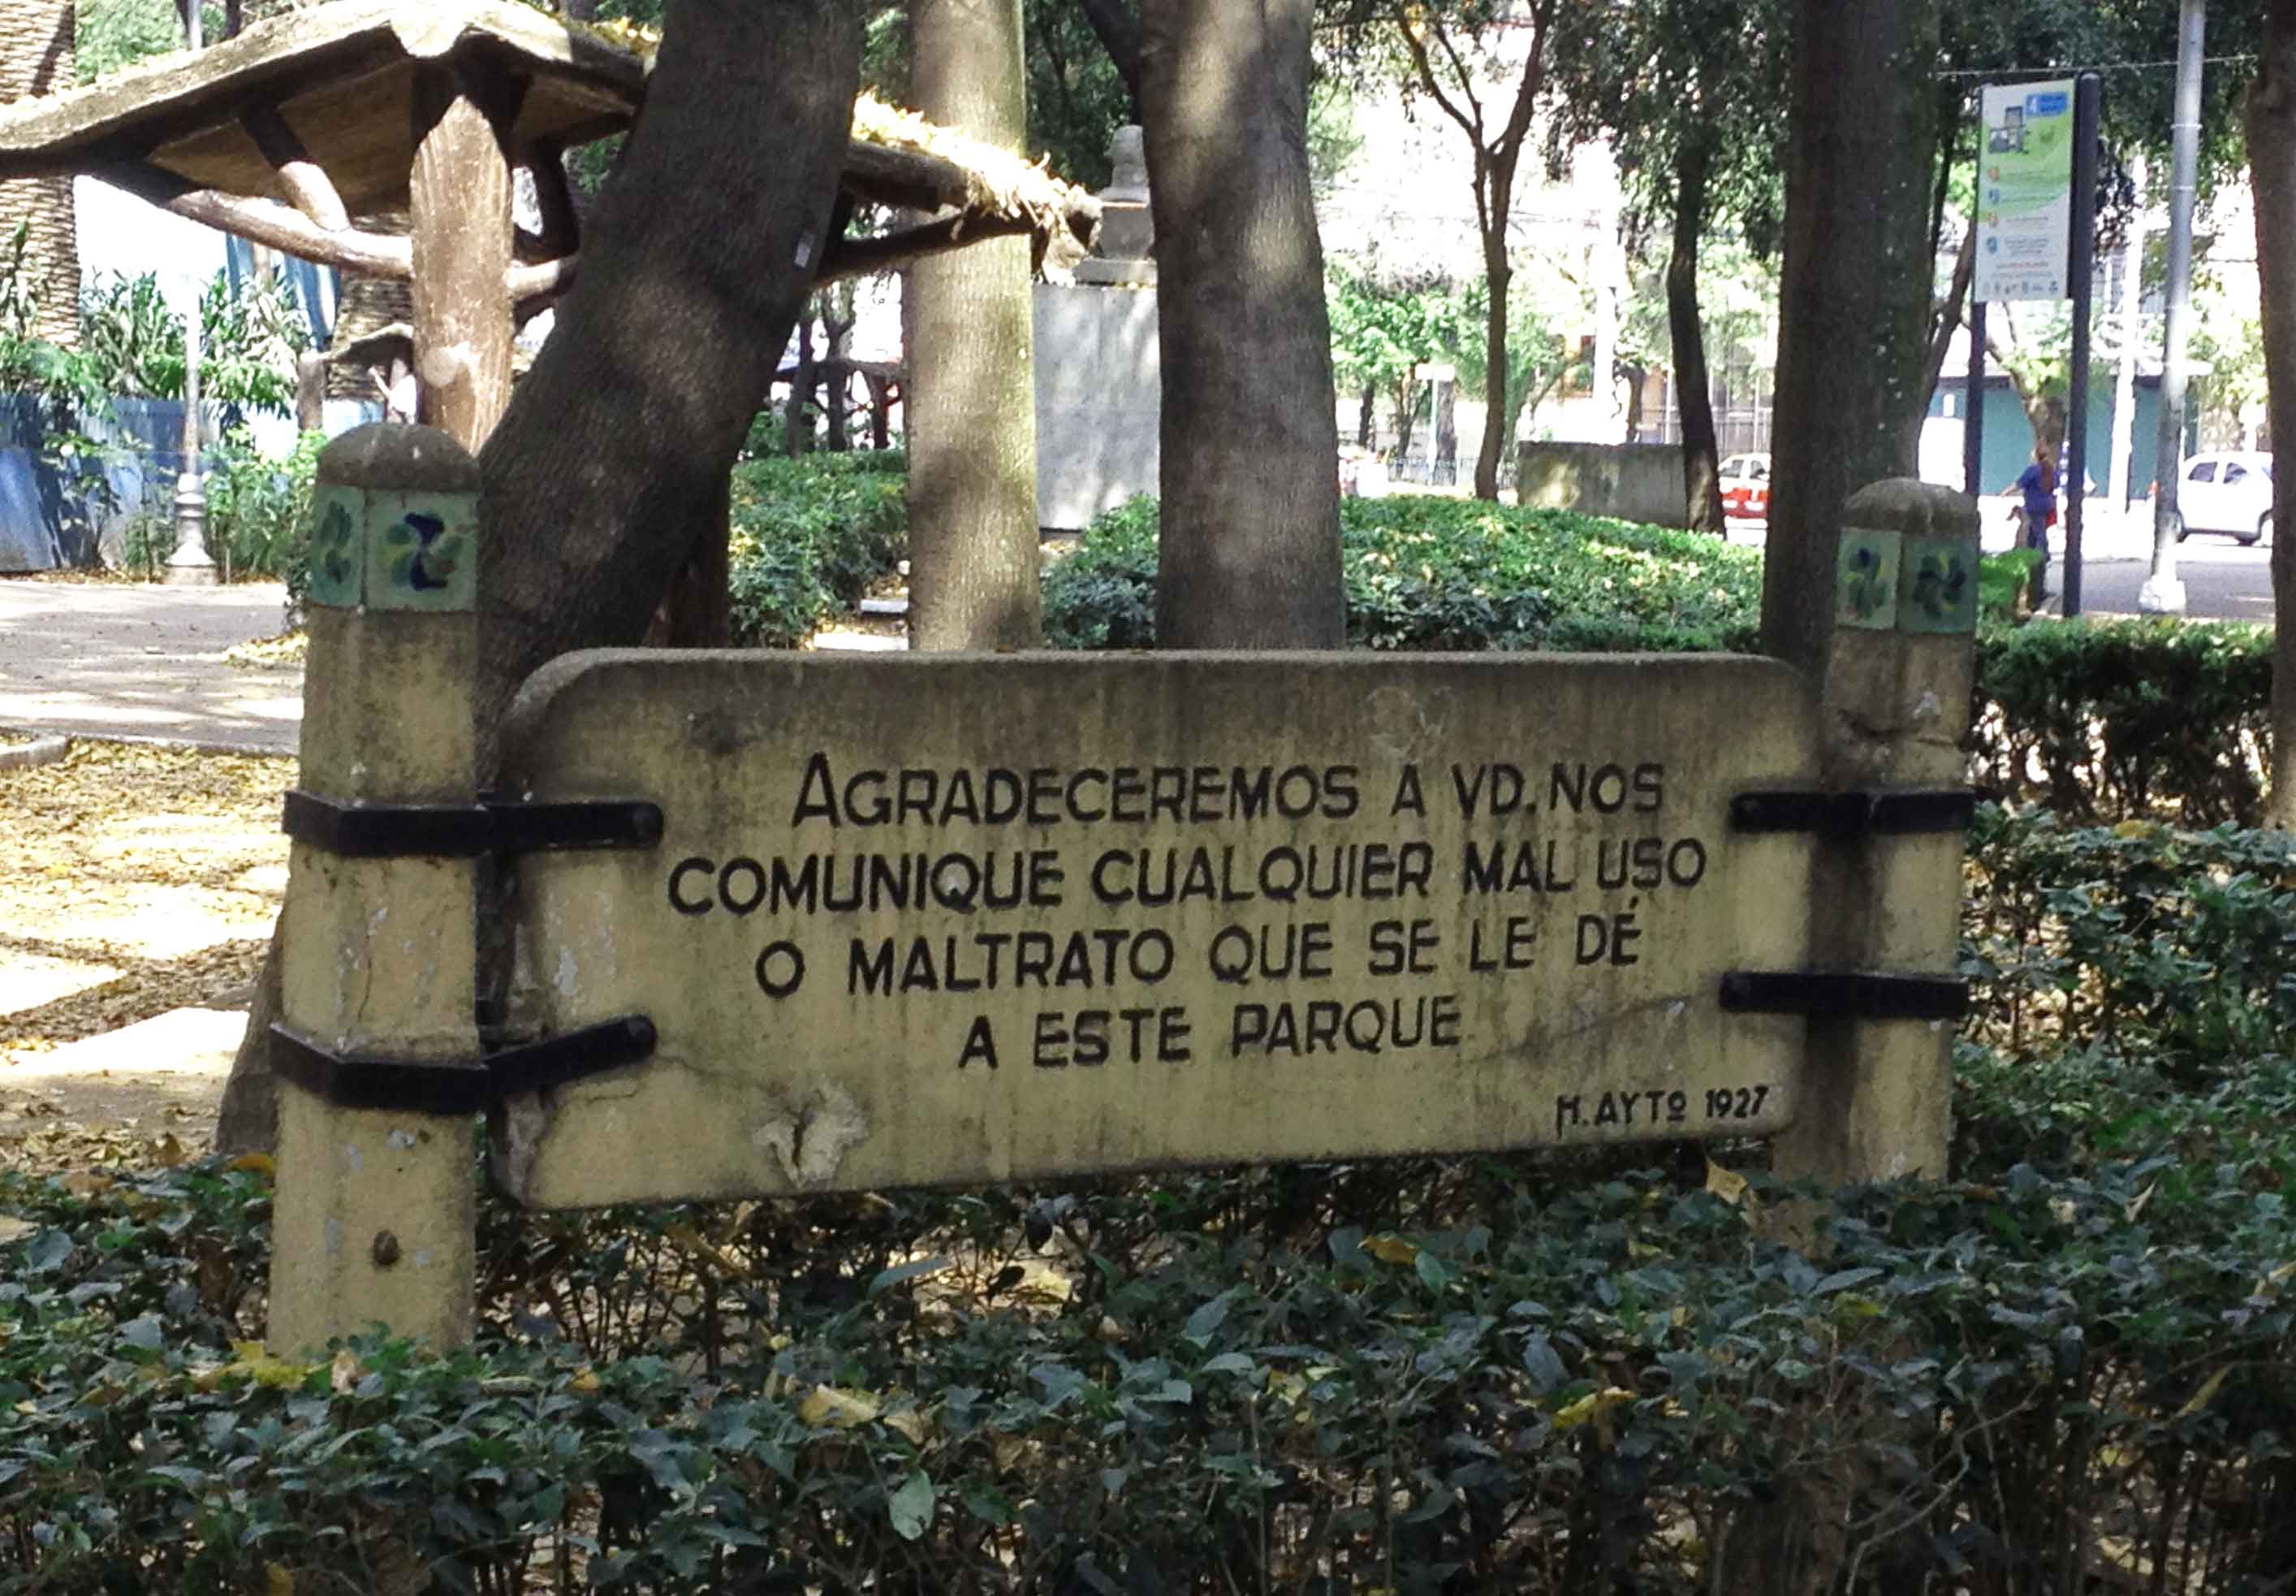 AGRADECEREMOS A VD. NOS
COMUNIQUE CUALQUIER MAL USO
O MALTRATO QUE SE LE DÉ
A ESTE PARQUE
H. AYTº 1927